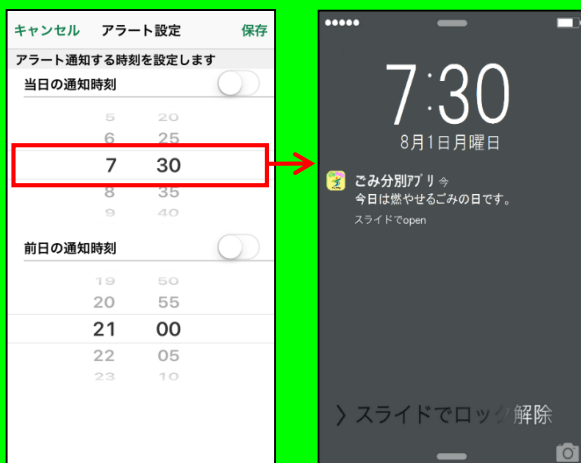 キャンセル アラート設定 保存
アラート通知する時刻を設定します
当日の通知時刻
5 20
6 25
7 30
8 35
9 40
前日の通知時刻
19 50
20 55
21 00
22 05
23 10
7:30
8月1日月曜日
ごみ分別アプリ 今
今日は燃やせるごみの日です。
スライドでopen
〉スライドでロック解除